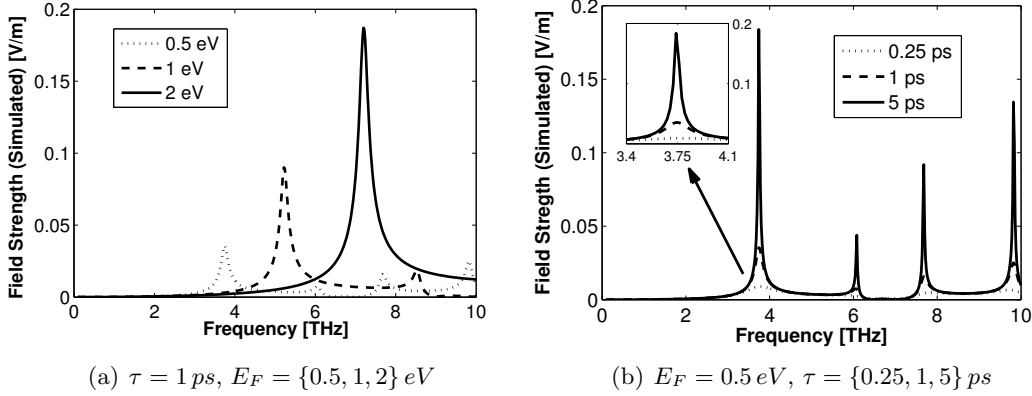 0.2
0.15
0.1
0.05
0
Field Strength (Simulated) [V/m]
0.5 eV
1 eV
2 eV
0 2 4 6 8 10
Frequency [THz]
(a) τ = 1 ps, E_F = {0.5, 1, 2} eV
0.2
0.15
0.1
0.05
0
Field Stregth (Simulated) [V/m]
0.2
0.1
3.4 3.75 4.1
0.25 ps
1 ps
5 ps
0 2 4 6 8 10
Frequency [THz]
(b) E_F = 0.5 eV, τ = {0.25, 1, 5} ps